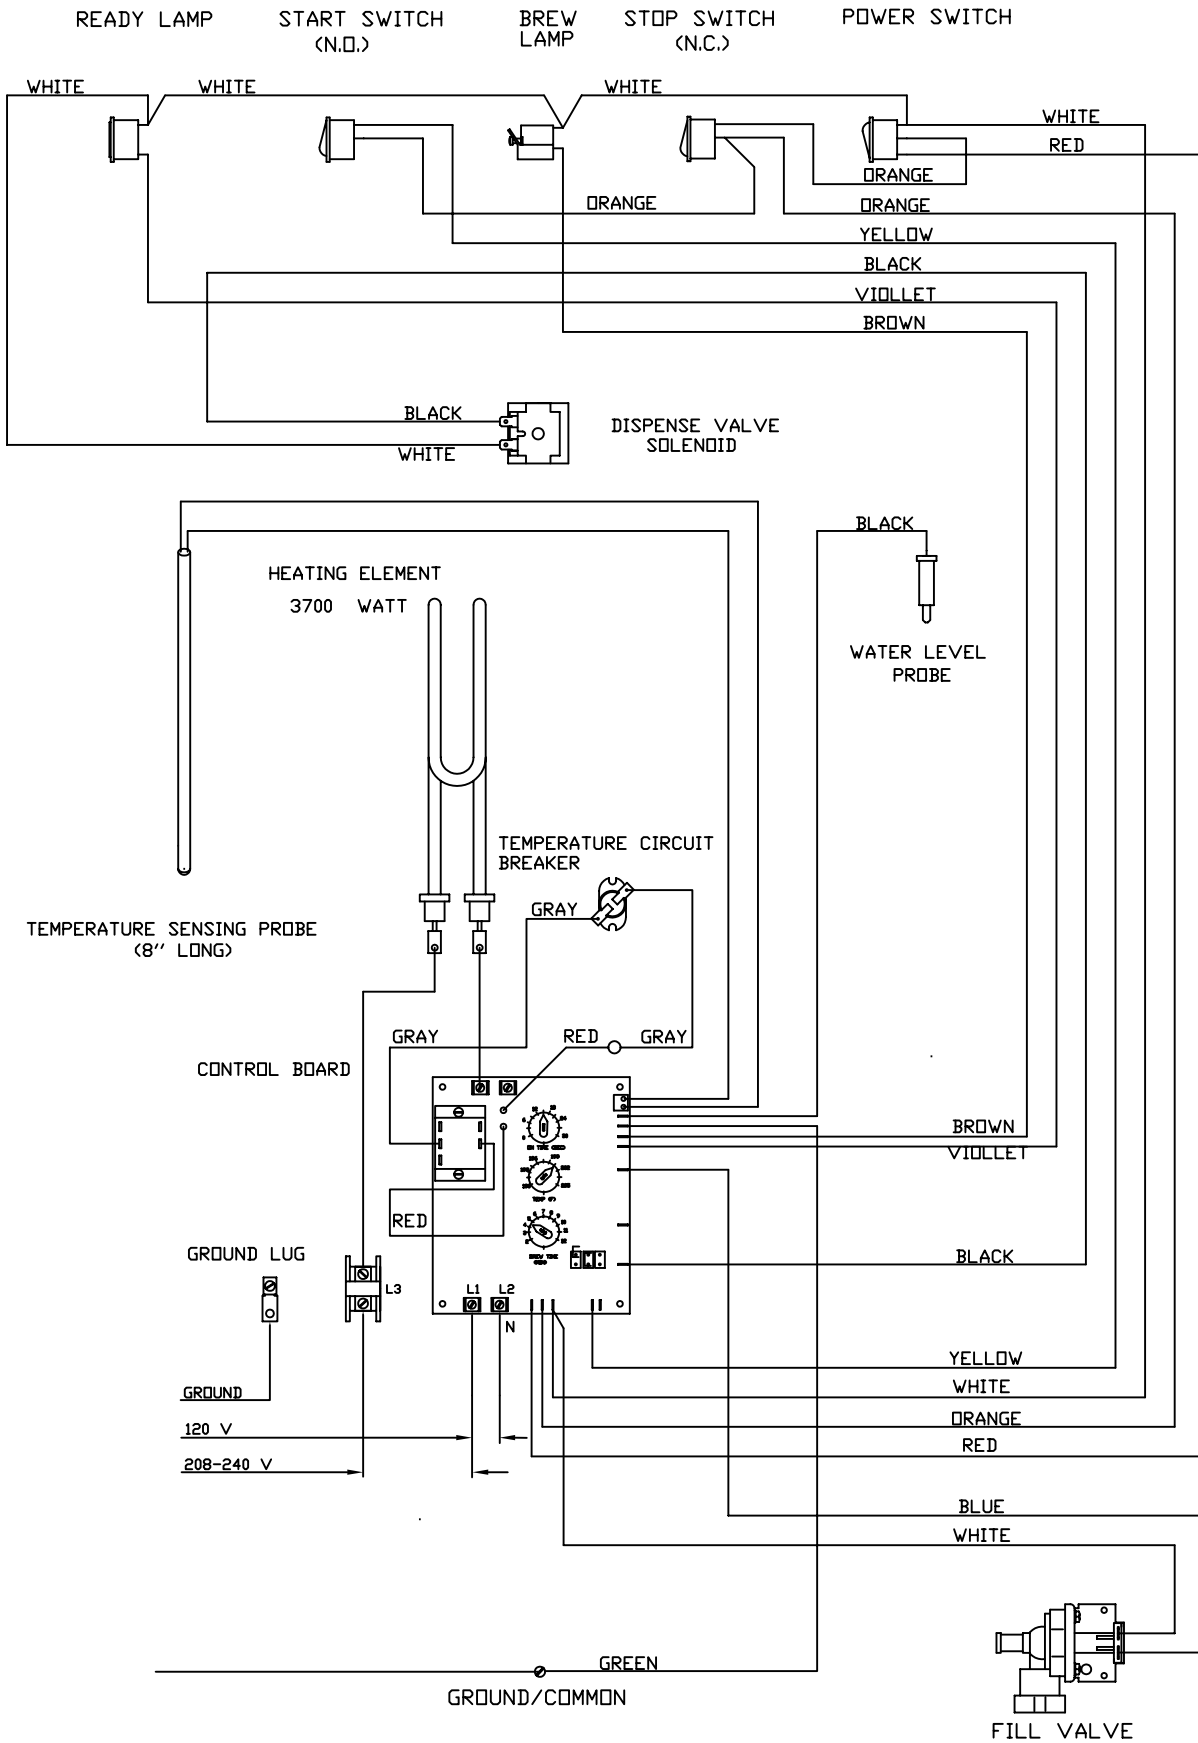 READY LAMP
START SWITCH
(N.O.)
BREW
LAMP
STOP SWITCH
(N.C.)
POWER SWITCH
WHITE
WHITE
WHITE
WHITE
RED
ORANGE
ORANGE
ORANGE
YELLOW
BLACK
VIOLLET
BROWN
BLACK
WHITE
DISPENSE VALVE
SOLENOID
BLACK
HEATING ELEMENT
3700 WATT
WATER LEVEL
PROBE
TEMPERATURE CIRCUIT
BREAKER
GRAY
TEMPERATURE SENSING PROBE
(8″ LONG)
GRAY
RED
GRAY
CONTROL BOARD
BROWN
VIOLLET
RED
GROUND LUG
BLACK
L3
L1
L2
N
YELLOW
WHITE
GROUND
ORANGE
120 V
RED
208-240 V
BLUE
WHITE
GREEN
GROUND/COMMON
FILL VALVE